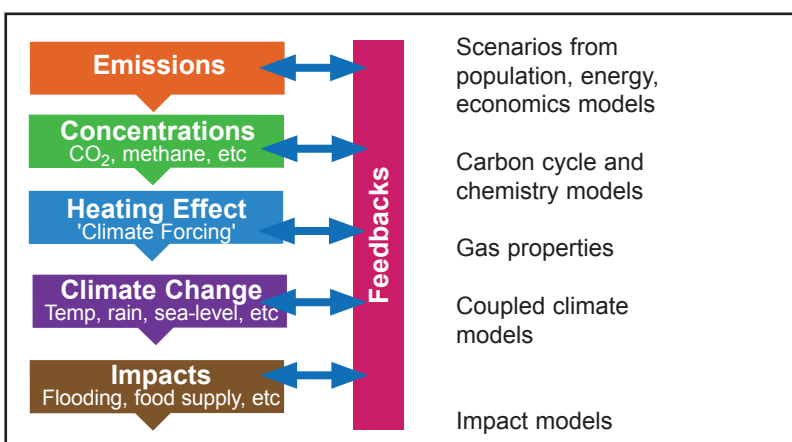 Emissions
Concentrations
CO₂, methane, etc
Heating Effect
'Climate Forcing'
Climate Change
Temp, rain, sea-level, etc
Impacts
Flooding, food supply, etc
Feedbacks
Scenarios from
population, energy,
economics models
Carbon cycle and
chemistry models
Gas properties
Coupled climate
models
Impact models